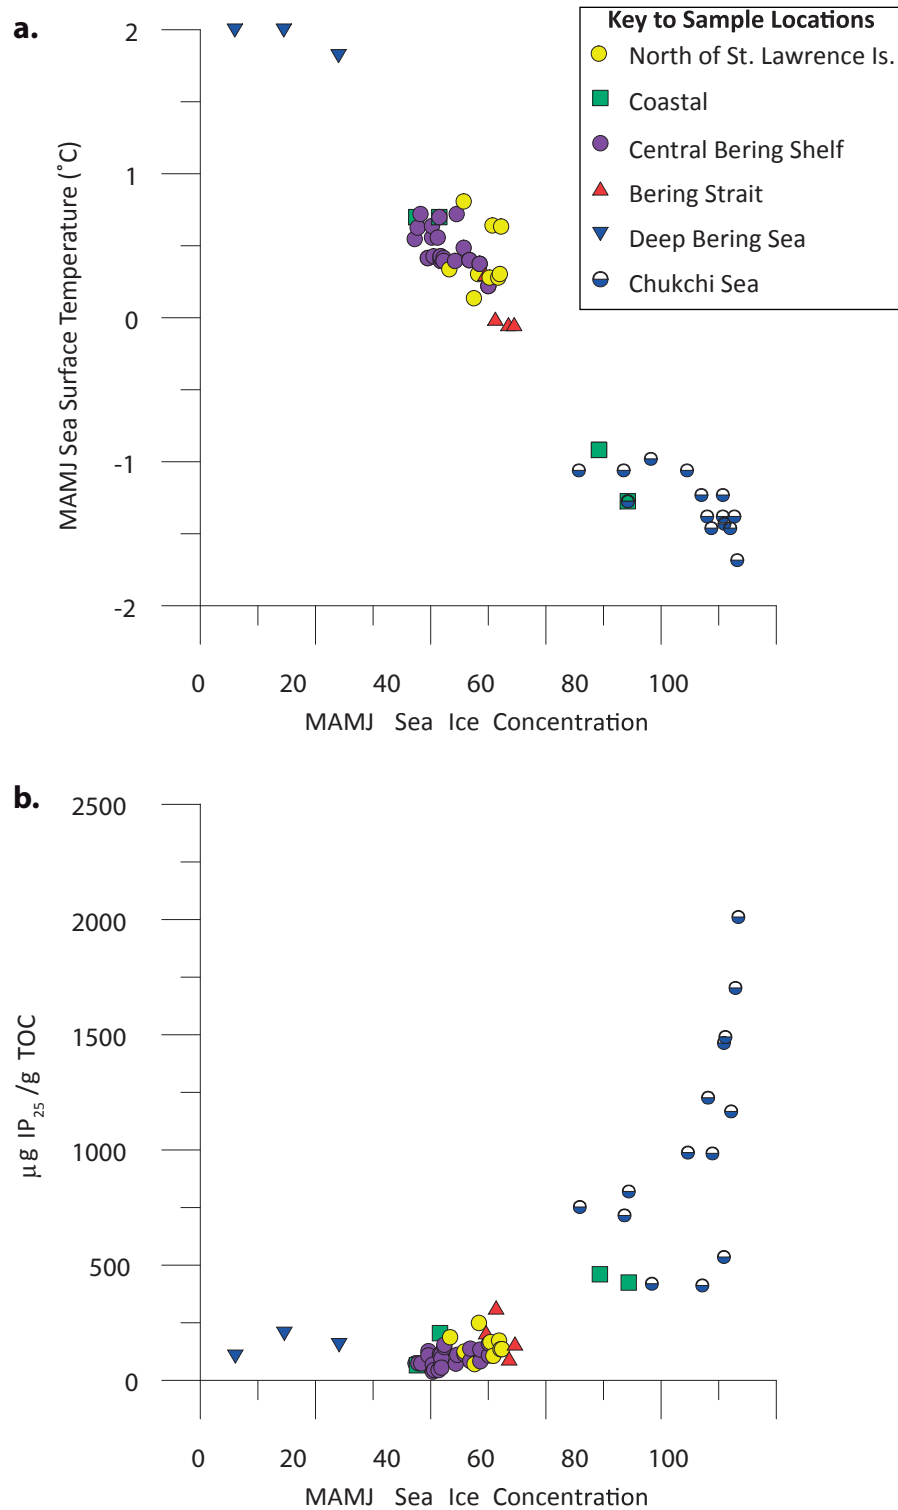 a.
Key to Sample Locations
North of St. Lawrence Is.
Coastal
Central Bering Shelf
Bering Strait
Deep Bering Sea
Chukchi Sea
MAMJ Sea Surface Temperature (˚C)
2
1
0
-1
-2
0 20 40 60 80 100
MAMJ Sea Ice Concentration
b.
µg IP25 /g TOC
2500
2000
1500
1000
500
0
0 20 40 60 80 100
MAMJ Sea Ice Concentration